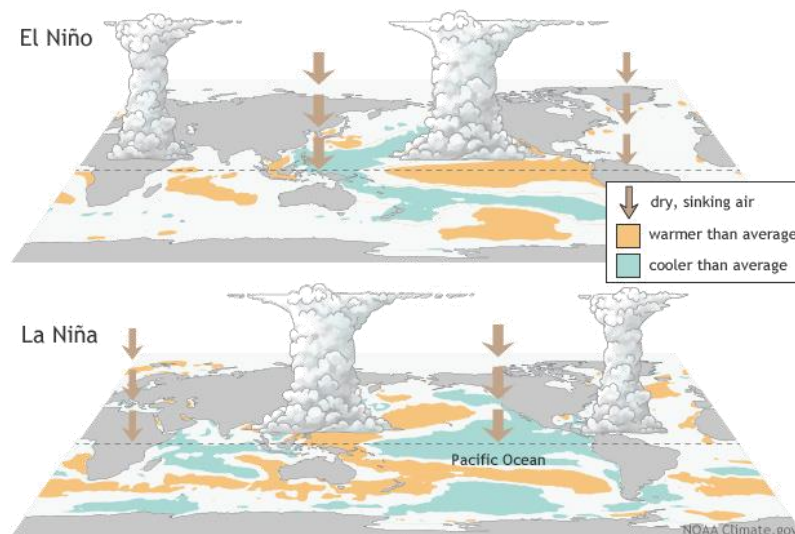 El Niño
dry, sinking air
warmer than average
cooler than average
La Niña
Pacific Ocean
NOAA Climate.gov